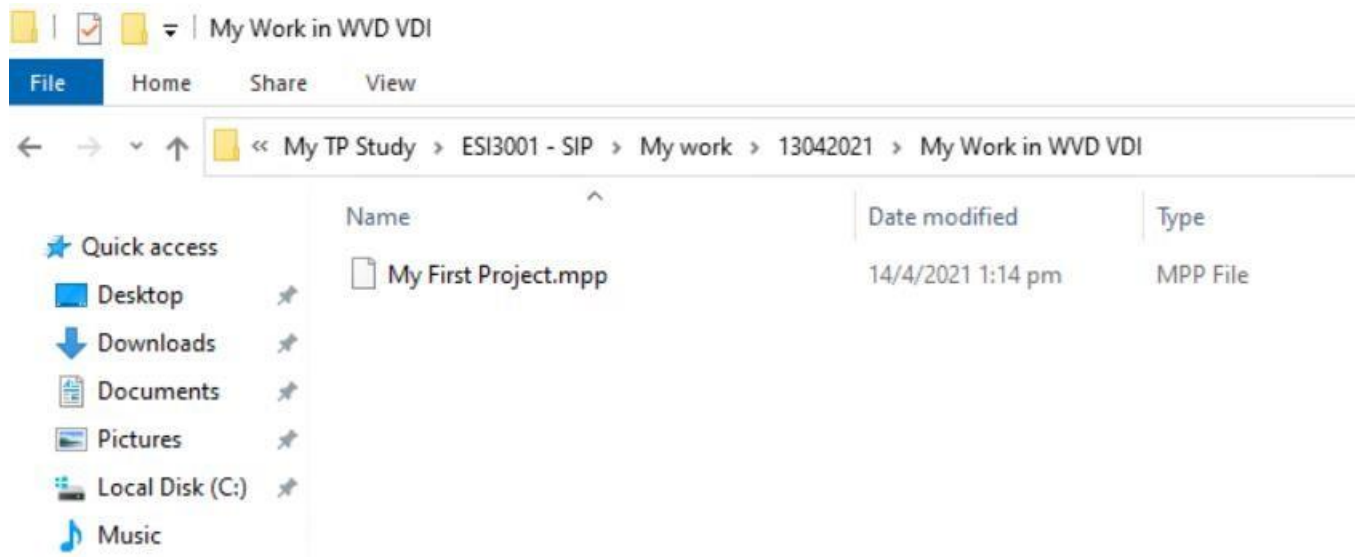 My Work in WVD VDI
File Home Share View
« My TP Study > ESI3001 - SIP > My work > 13042021 > My Work in WVD VDI
Name Date modified Type
Quick access
My First Project.mpp 14/4/2021 1:14 pm MPP File
Desktop
Downloads
Documents
Pictures
Local Disk (C:)
Music